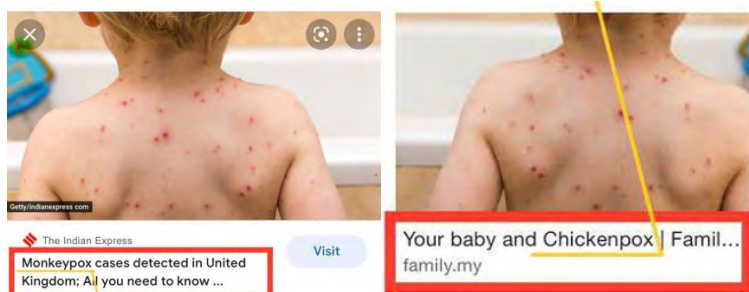 Getty/indianexpress.com
The Indian Express
Visit
Monkeypox cases detected in United
Kingdom; All you need to know ...
Your baby and Chickenpox | Famil...
family.my